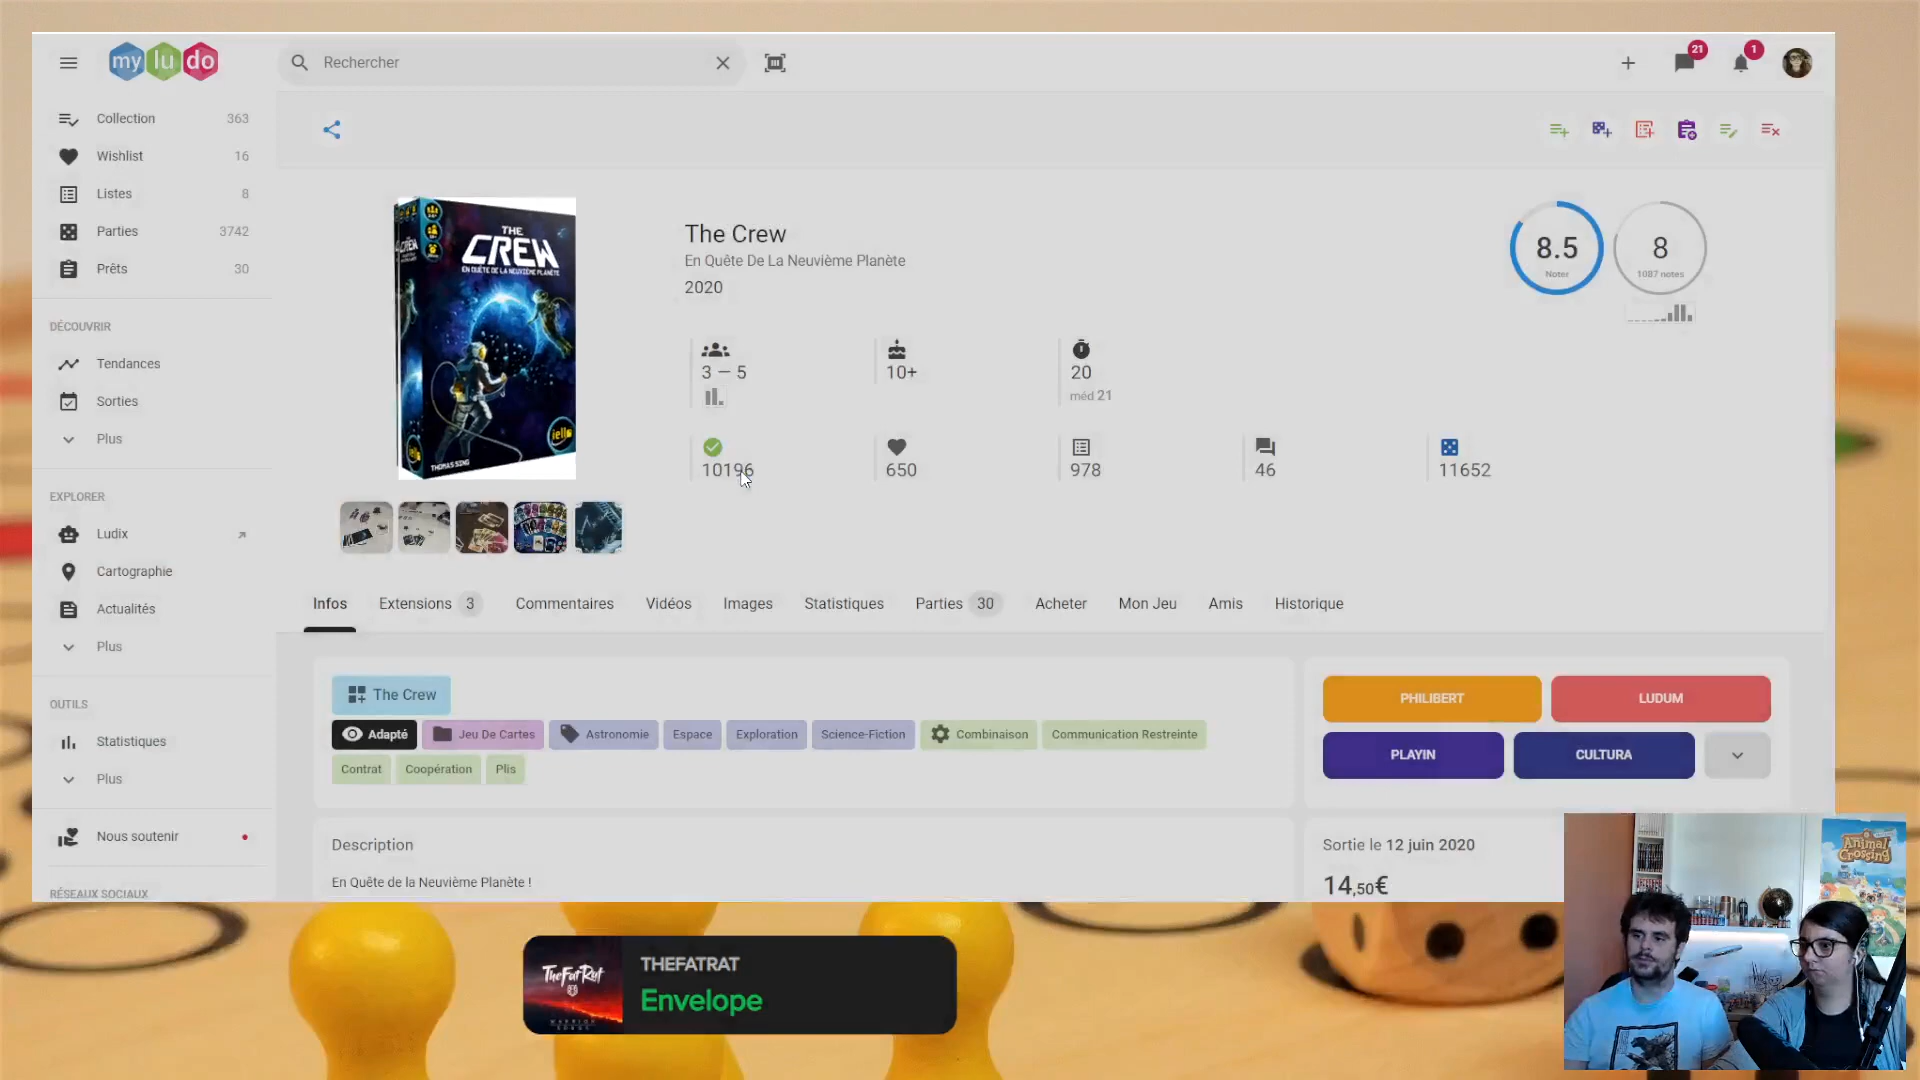 my lu do
Rechercher
21
1
Collection 363
Wishlist 16
Listes 8
Parties 3742
Prêts 30
DÉCOUVRIR
Tendances
Sorties
Plus
EXPLORER
Ludix
Cartographie
Actualités
Plus
OUTILS
Statistiques
Plus
Nous soutenir
RÉSEAUX SOCIAUX
THE
CREW
EN QUÊTE DE LA NEUVIÈME PLANÈTE
THOMAS SING
iello
The Crew
En Quête De La Neuvième Planète
2020
8.5
Noter
8
1087 notes
3 — 5
10+
20
méd 21
10196
650
978
46
11652
Infos
Extensions 3
Commentaires
Vidéos
Images
Statistiques
Parties 30
Acheter
Mon Jeu
Amis
Historique
The Crew
Adapté
Jeu De Cartes
Astronomie
Espace
Exploration
Science-Fiction
Combinaison
Communication Restreinte
Contrat
Coopération
Plis
PHILIBERT
LUDUM
PLAYIN
CULTURA
Description
En Quête de la Neuvième Planète !
Sortie le 12 juin 2020
14,50€
Animal
Crossing
TheFatRat
THEFATRAT
Envelope